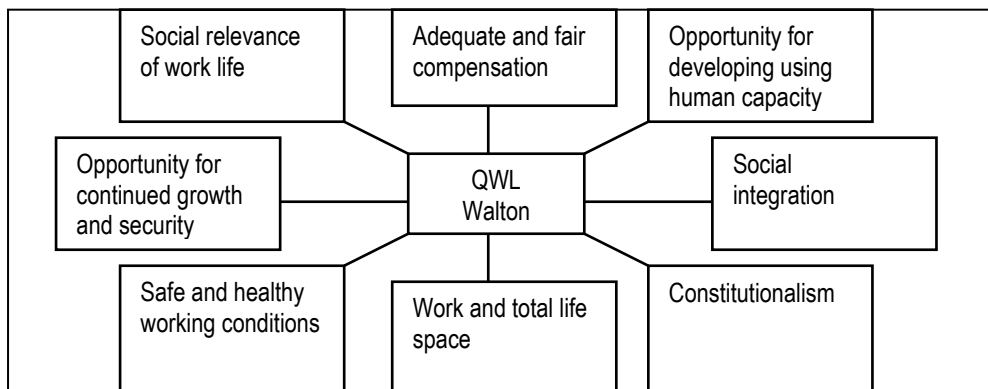 Social relevance
of work life
Adequate and fair
compensation
Opportunity for
developing using
human capacity
Opportunity for
continued growth
and security
QWL
Walton
Social
integration
Safe and healthy
working conditions
Work and total life
space
Constitutionalism